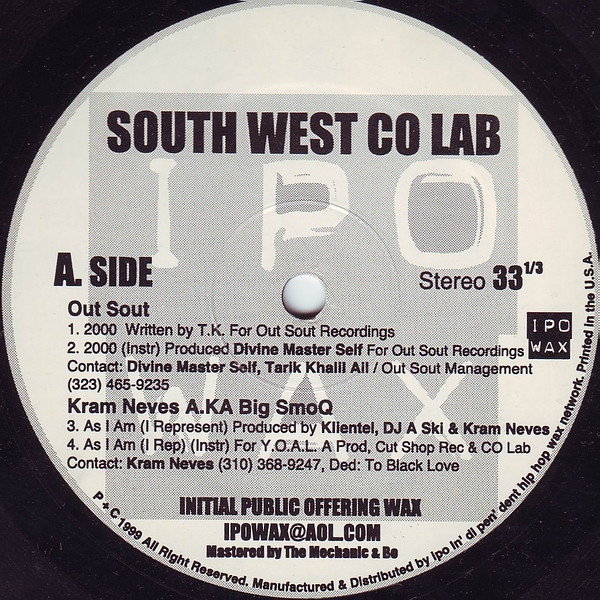 SOUTH WEST CO LAB
IPO
WAX
A. SIDE
Stereo 33 1/3
IPO
WAX
Out Sout
1. 2000 Written by T.K. For Out Sout Recordings
2. 2000 (Instr) Produced Divine Master Self For Out Sout Recordings
Contact: Divine Master Self, Tarik Khalil Ali / Out Sout Management
(323) 465-9235
Kram Neves A.KA Big SmoQ
3. As I Am (I Represent) Produced by Klientel, DJ A Ski & Kram Neves
4. As I Am (I Rep) (Instr) For Y.O.A.L. A Prod, Cut Shop Rec & CO Lab
Contact: Kram Neves (310) 368-9247, Ded: To Black Love
INITIAL PUBLIC OFFERING WAX
IPOWAX@AOL.COM
Mastered by The Mechanic & Be
P + C 1999 All Right Reserved. Manufactured & Distributed by ipo in' di pen' dent hip hop wax network. Printed in the U.S.A.